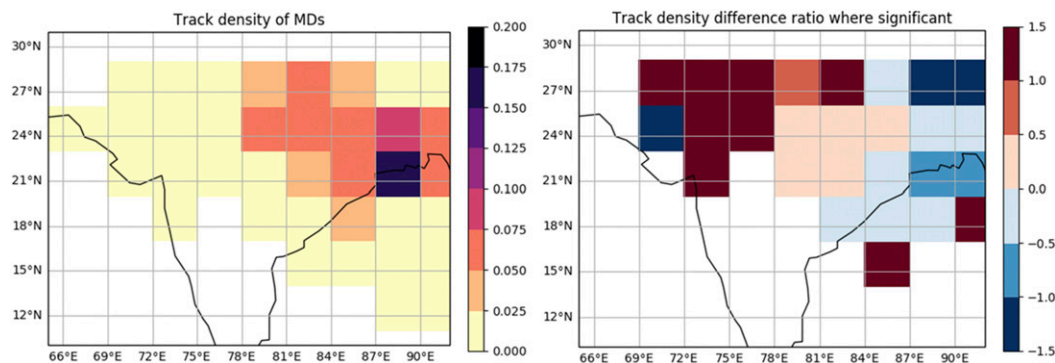 Track density of MDs
30°N
27°N
24°N
21°N
18°N
15°N
12°N
66°E 69°E 72°E 75°E 78°E 81°E 84°E 87°E 90°E
0.200
0.175
0.150
0.125
0.100
0.075
0.050
0.025
0.000
Track density difference ratio where significant
30°N
27°N
24°N
21°N
18°N
15°N
12°N
66°E 69°E 72°E 75°E 78°E 81°E 84°E 87°E 90°E
1.5
1.0
0.5
0.0
−0.5
−1.0
−1.5